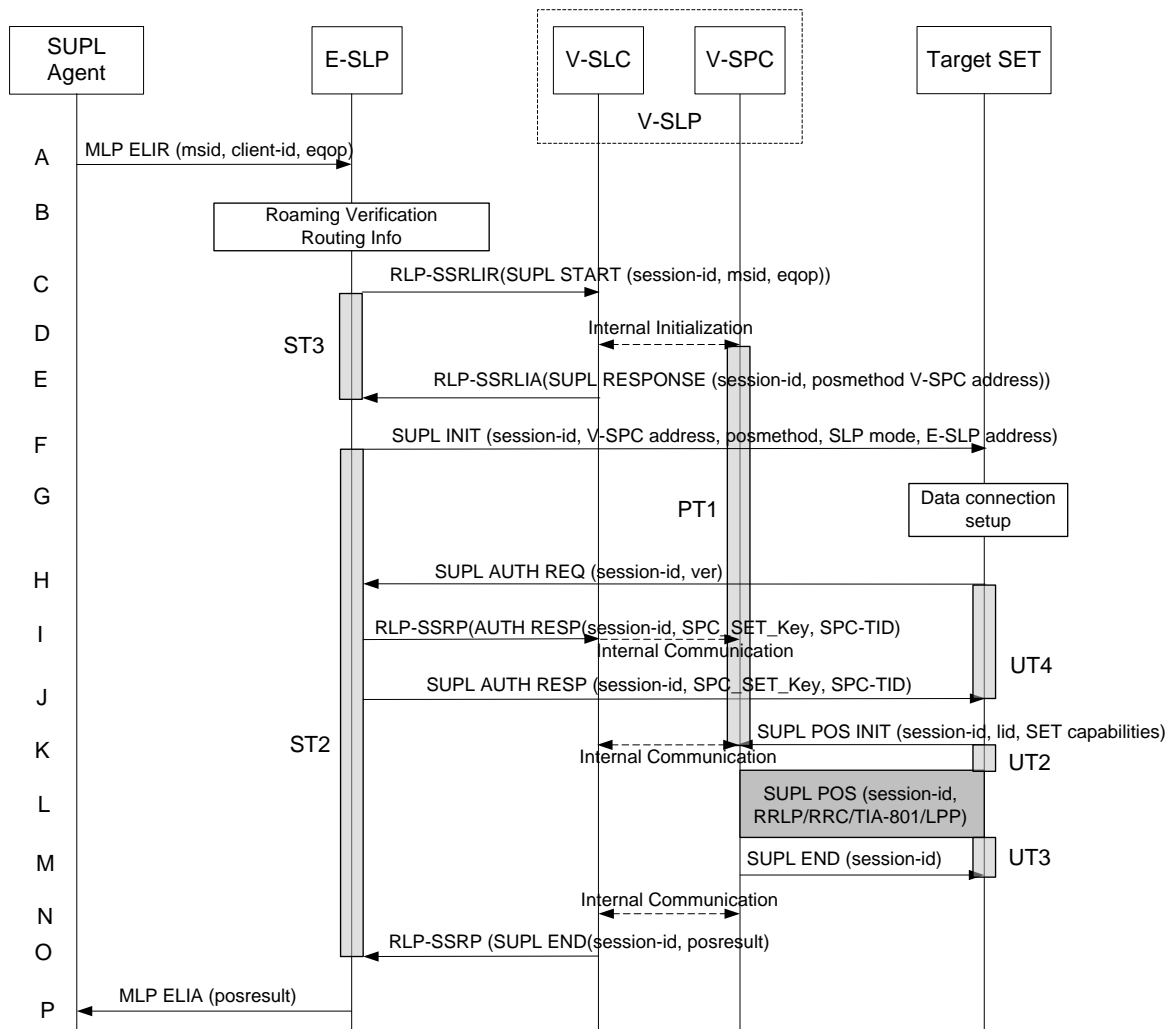 SUPL
Agent
E-SLP
V-SLC
V-SPC
Target SET
V-SLP
A
MLP ELIR (msid, client-id, eqop)
B
Roaming Verification
Routing Info
C
RLP-SSRLIR(SUPL START (session-id, msid, eqop))
D
ST3
Internal Initialization
E
RLP-SSRLIA(SUPL RESPONSE (session-id, posmethod V-SPC address))
F
SUPL INIT (session-id, V-SPC address, posmethod, SLP mode, E-SLP address)
G
PT1
Data connection
setup
H
SUPL AUTH REQ (session-id, ver)
I
RLP-SSRP(AUTH RESP(session-id, SPC_SET_Key, SPC-TID)
Internal Communication
UT4
J
SUPL AUTH RESP (session-id, SPC_SET_Key, SPC-TID)
ST2
K
SUPL POS INIT (session-id, lid, SET capabilities)
Internal Communication
UT2
L
SUPL POS (session-id,
RRLP/RRC/TIA-801/LPP)
M
SUPL END (session-id)
UT3
N
Internal Communication
O
RLP-SSRP (SUPL END(session-id, posresult)
P
MLP ELIA (posresult)